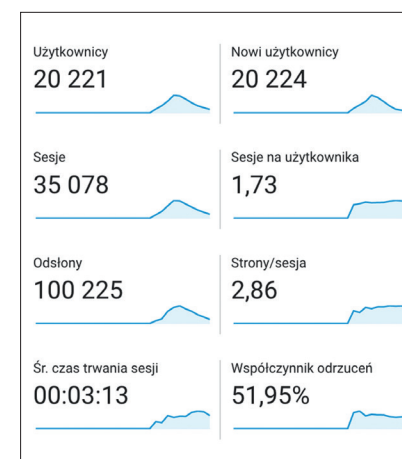 Użytkownicy
20 221
Nowi użytkownicy
20 224
Sesje
35 078
Sesje na użytkownika
1,73
Odsłony
100 225
Strony/sesja
2,86
Śr. czas trwania sesji
00:03:13
Współczynnik odrzuceń
51,95%